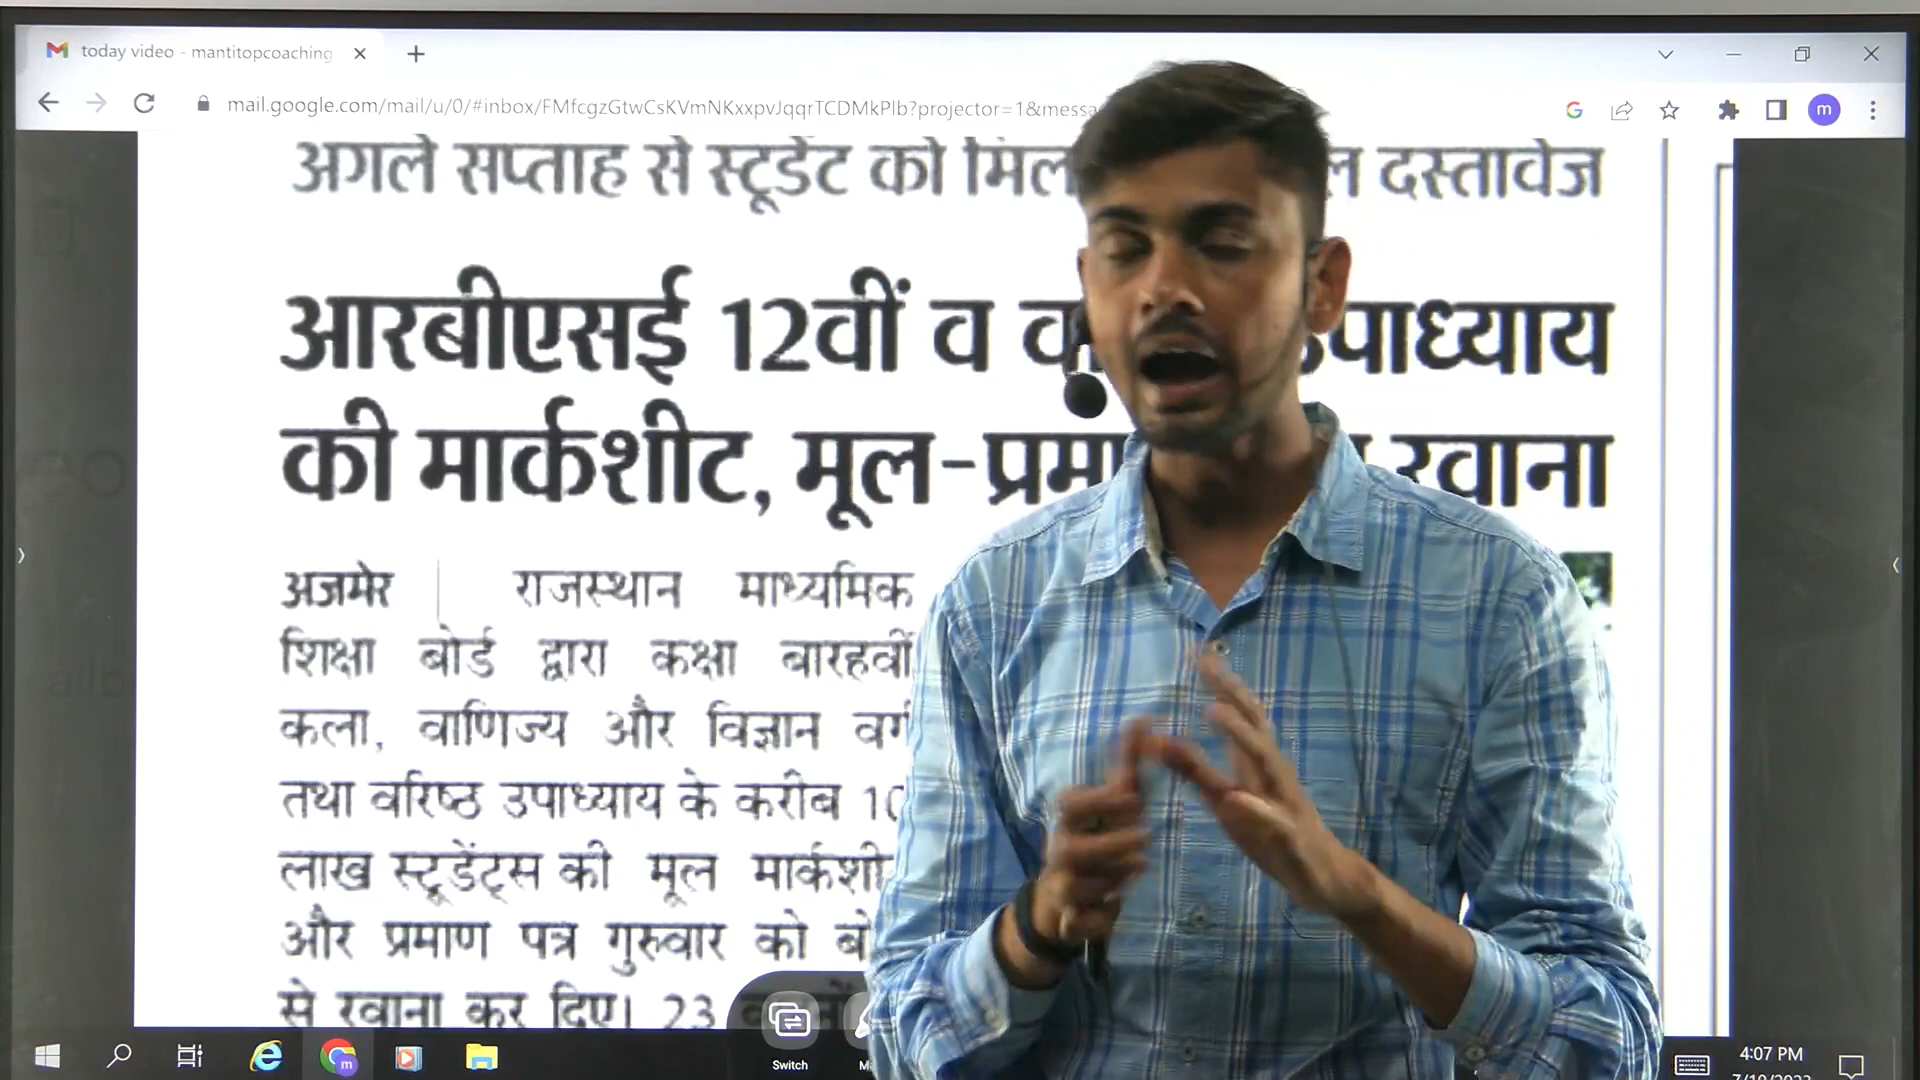 today video - mantitopcoaching
mail.google.com/mail/u/0/#inbox/FMfcgzGtwCsKVmNKxxpvJqqrTCDMkPlb?projector=1&messa
m
अगले सप्ताह से स्टूडेंट को दस्तावेज
आरबीएसई 12वीं व उपाध्याय
की मार्कशीट, मूल- रवाना
अजमेर राजस्थान माध्यमिक
शिक्षा बोर्ड द्वारा कक्षा बारहवीं
कला, वाणिज्य और विज्ञान वर्ग
तथा वरिष्ठ उपाध्याय के करीब 10
लाख स्टूडेंट्स की मूल
और प्रमाण पत्र गुरुवार को
से रवाना कर दिए। 23
Switch
4:07 PM